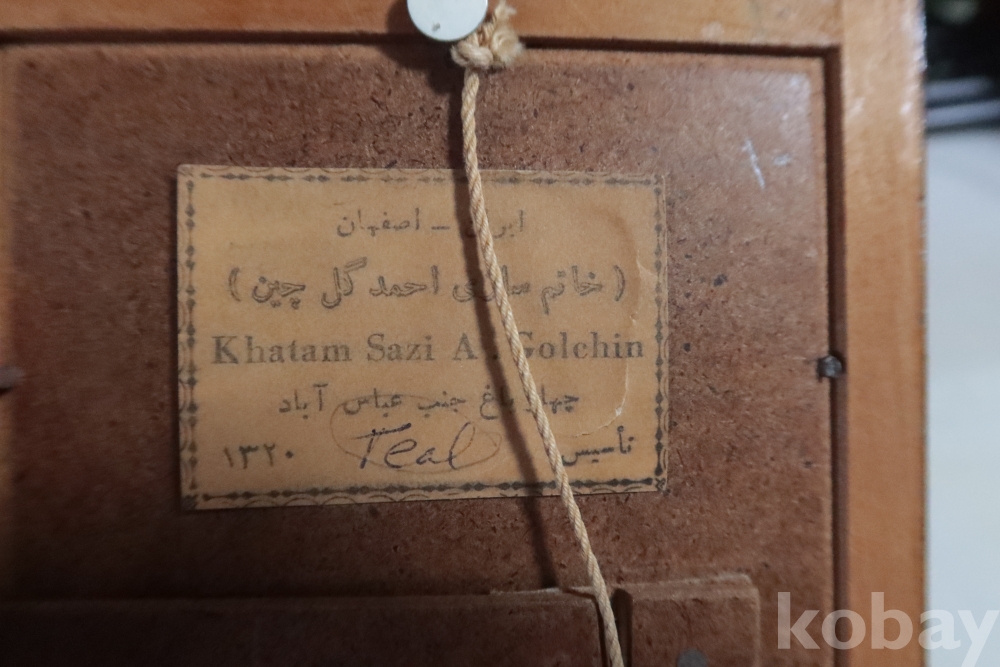 ایران - اصفهان
( خاتم سازی احمد گل چین )
Khatam Sazi A. Golchin
چهار باغ جنب عباس آباد
تأسیس ۱۳۲۰
Teal
kobay